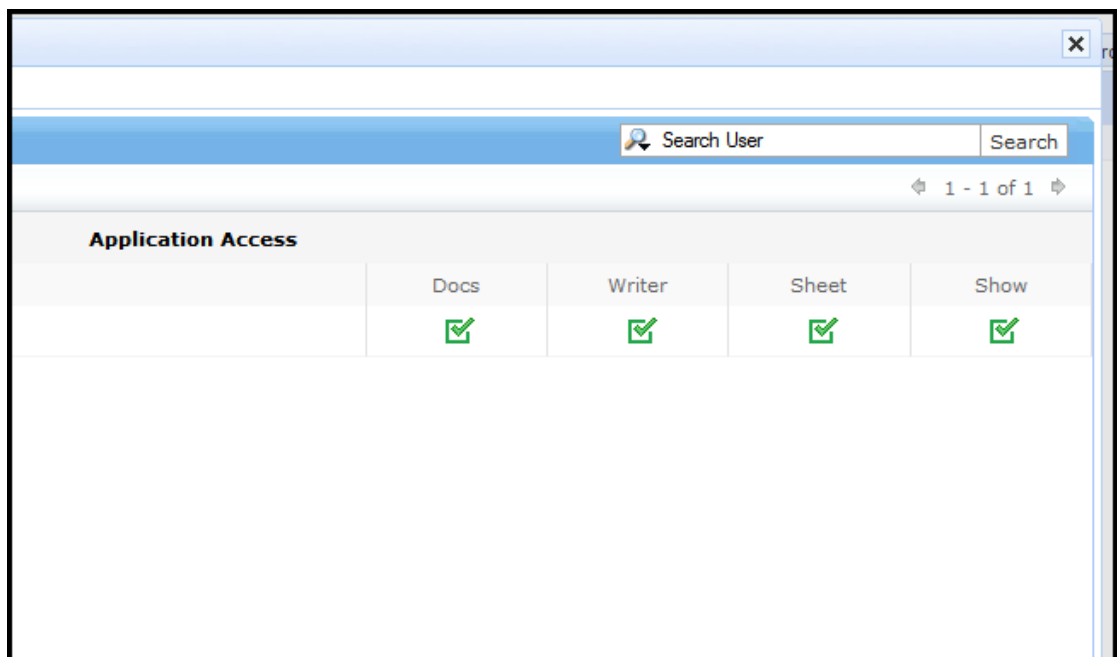 Search User Search
1 - 1 of 1
Application Access
Docs Writer Sheet Show